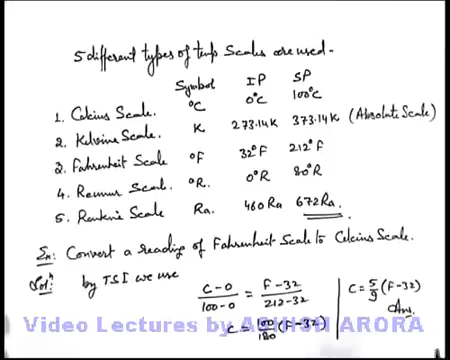 5 different types of temp Scales are used-
Symbol IP SP
1. Celcius Scale. °C 0°C 100°C
2. Kelvine Scale. K 273.14K 373.14K (Absolute Scale)
3. Fahrenheit Scale °F 32°F 212°F
4. Reumur Scale. °R. 0°R 80°R
5. Rankine Scale Ra. 460 Ra 672 Ra.
Ex: Convert a reading of Fahrenheit Scale to Celcius Scale.
Solⁿ by TSI we use
C-0/100-0 = F-32/212-32
C = 100/180 (F-32)
C = 5/9 (F-32)
Ans.
Video Lectures by ASHISH ARORA